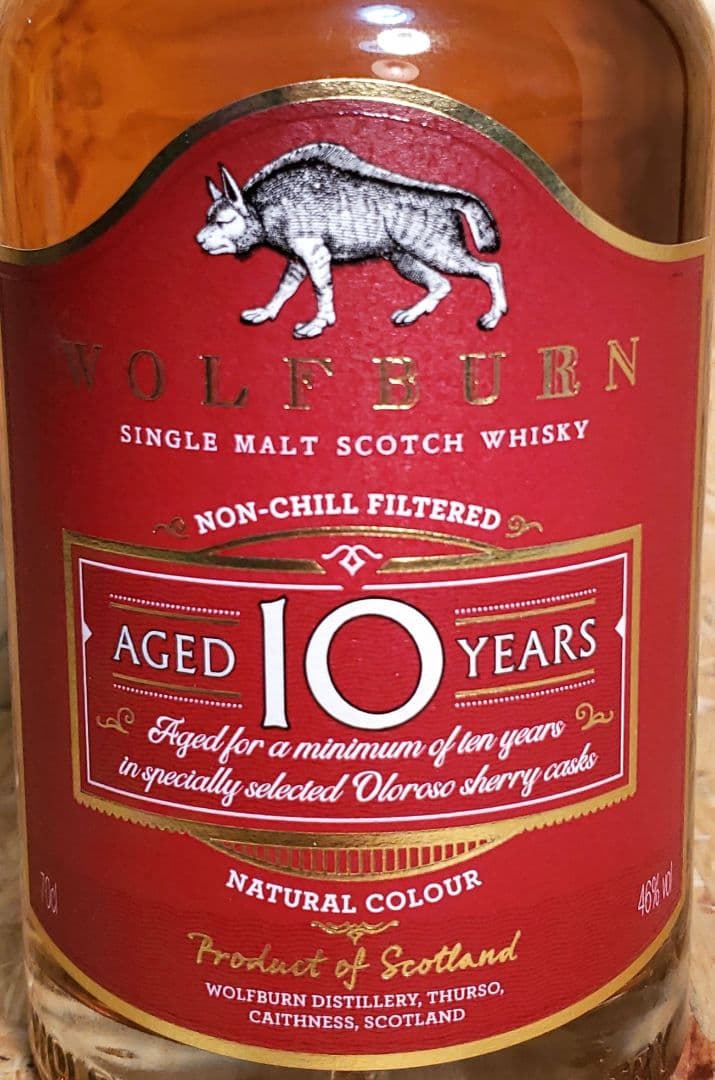 WOLFBURN
SINGLE MALT SCOTCH WHISKY
NON-CHILL FILTERED
AGED 10 YEARS
Aged for a minimum of ten years
in specially selected Oloroso sherry casks
NATURAL COLOUR
70cl
46% vol
Product of Scotland
WOLFBURN DISTILLERY, THURSO,
CAITHNESS, SCOTLAND